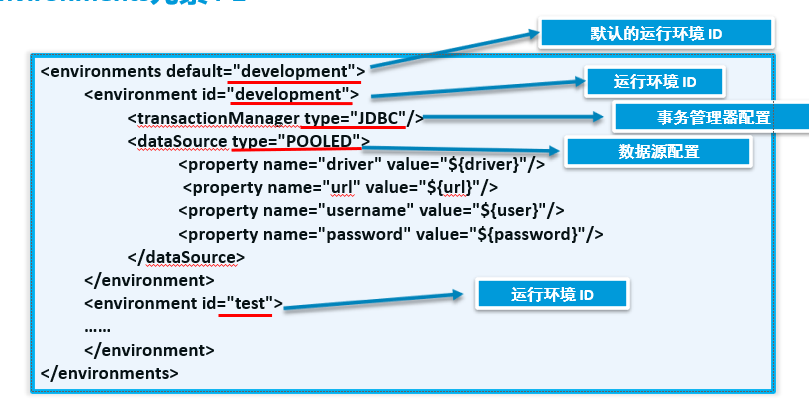 默认的运行环境 ID
<environments default="development">
运行环境 ID
<environment id="development">
<transactionManager type="JDBC"/>
事务管理器配置
<dataSource type="POOLED">
数据源配置
<property name="driver" value="${driver}"/>
<property name="url" value="${url}"/>
<property name="username" value="${user}"/>
<property name="password" value="${password}"/>
</dataSource>
</environment>
<environment id="test">
运行环境 ID
……
</environment>
</environments>